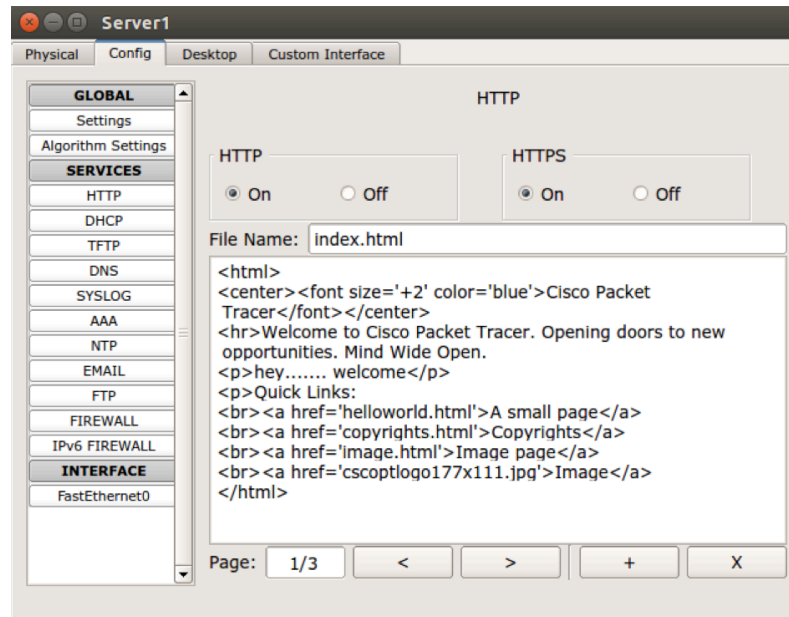 Server1
Physical Config Desktop Custom Interface
GLOBAL
Settings
Algorithm Settings
SERVICES
HTTP
DHCP
TFTP
DNS
SYSLOG
AAA
NTP
EMAIL
FTP
FIREWALL
IPv6 FIREWALL
INTERFACE
FastEthernet0
HTTP
HTTP
On Off
HTTPS
On Off
File Name: index.html
<html>
<center><font size='+2' color='blue'>Cisco Packet
Tracer</font></center>
<hr>Welcome to Cisco Packet Tracer. Opening doors to new
opportunities. Mind Wide Open.
<p>hey....... welcome</p>
<p>Quick Links:
<br><a href='helloworld.html'>A small page</a>
<br><a href='copyrights.html'>Copyrights</a>
<br><a href='image.html'>Image page</a>
<br><a href='cscoptlogo177x111.jpg'>Image</a>
</html>
Page: 1/3 < > + X